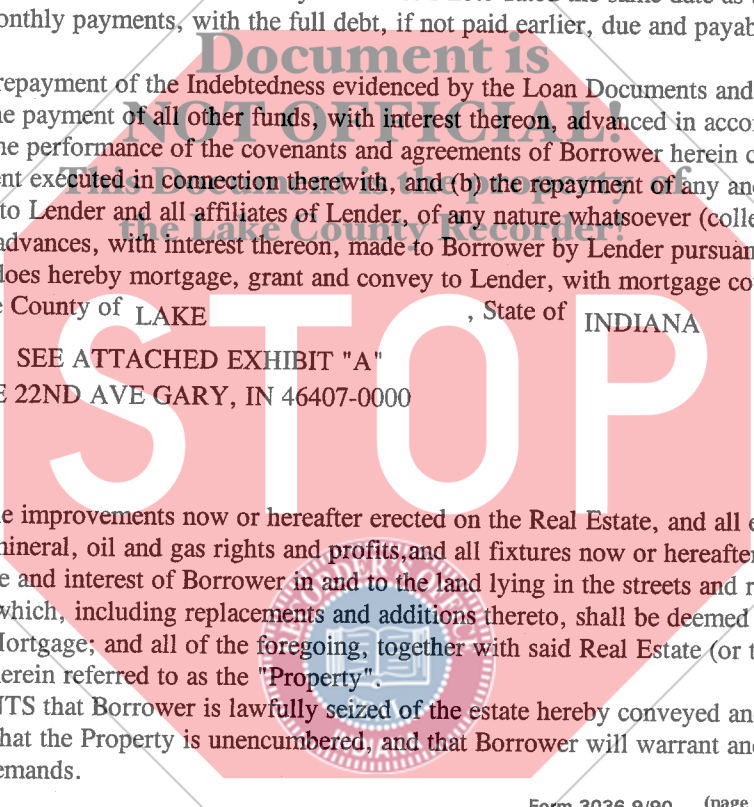 onthly payments, with the full debt, if not paid earlier, due and payab
Document is
repayment of the Indebtedness evidenced by the Loan Documents and
NOT OFFICIAL!
e payment of all other funds, with interest thereon, advanced in acco
he performance of the covenants and agreements of Borrower herein c
This Document is the property of
nt executed in connection therewith, and (b) the repayment of any and
to Lender and all affiliates of Lender, of any nature whatsoever (colle
the Lake County Recorder!
advances, with interest thereon, made to Borrower by Lender pursuan
does hereby mortgage, grant and convey to Lender, with mortgage co
County of LAKE , State of INDIANA
STOP
SEE ATTACHED EXHIBIT "A"
E 22ND AVE GARY, IN 46407-0000
e improvements now or hereafter erected on the Real Estate, and all e
mineral, oil and gas rights and profits,and all fixtures now or hereafter
e and interest of Borrower in and to the land lying in the streets and r
which, including replacements and additions thereto, shall be deemed
Mortgage; and all of the foregoing, together with said Real Estate (or t
erein referred to as the "Property".
NTS that Borrower is lawfully seized of the estate hereby conveyed an
hat the Property is unencumbered, and that Borrower will warrant and
emands.
INDIANA
Form 3036 9/90 (page